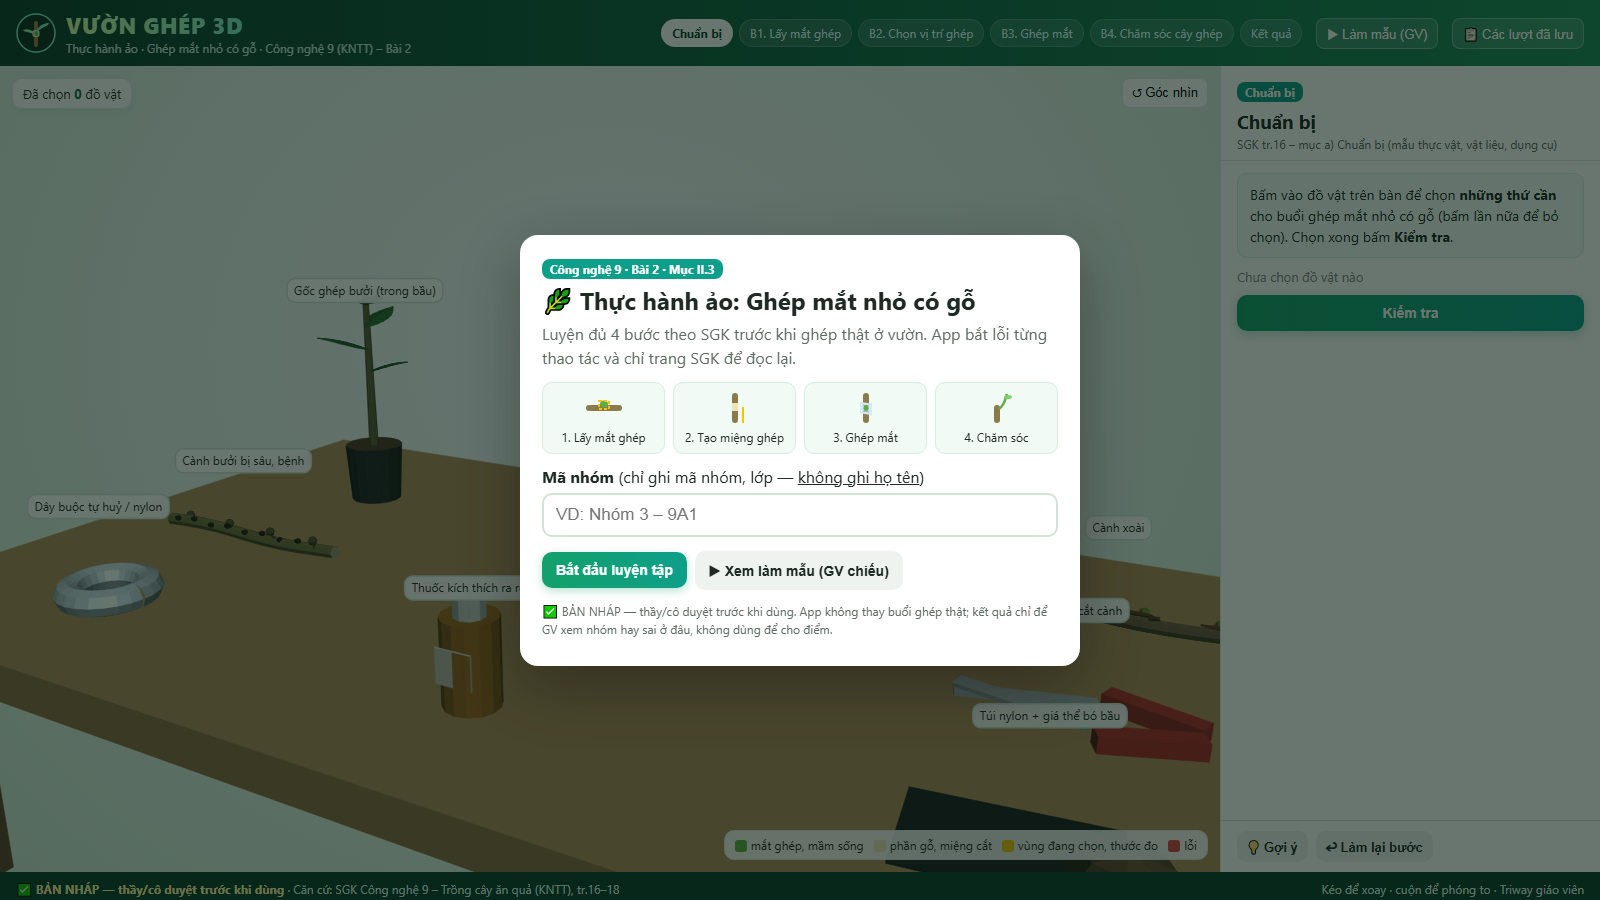 VƯỜN GHÉP 3D
Thực hành ảo · Ghép mắt nhỏ có gỗ · Công nghệ 9 (KNTT) – Bài 2
Chuẩn bị
B1. Lấy mắt ghép
B2. Chọn vị trí ghép
B3. Ghép mắt
B4. Chăm sóc cây ghép
Kết quả
▶ Làm mẫu (GV)
📋 Các lượt đã lưu
Đã chọn 0 đồ vật
↺ Góc nhìn
Gốc ghép bưởi (trong bầu)
Cành bưởi bị sâu, bệnh
Dây buộc tự huỷ / nylon
Thuốc kích thích ra r
Cành xoài
cắt cành
Túi nylon + giá thể bó bầu
Công nghệ 9 · Bài 2 · Mục II.3
Thực hành ảo: Ghép mắt nhỏ có gỗ
Luyện đủ 4 bước theo SGK trước khi ghép thật ở vườn. App bắt lỗi từng
thao tác và chỉ trang SGK để đọc lại.
1. Lấy mắt ghép
2. Tạo miệng ghép
3. Ghép mắt
4. Chăm sóc
Mã nhóm (chỉ ghi mã nhóm, lớp — không ghi họ tên)
VD: Nhóm 3 – 9A1
Bắt đầu luyện tập
▶ Xem làm mẫu (GV chiếu)
✅ BẢN NHÁP — thầy/cô duyệt trước khi dùng. App không thay buổi ghép thật; kết quả chỉ để
GV xem nhóm hay sai ở đâu, không dùng để cho điểm.
mắt ghép, mầm sống
phần gỗ, miệng cắt
vùng đang chọn, thước đo
lỗi
Chuẩn bị
Chuẩn bị
SGK tr.16 – mục a) Chuẩn bị (mẫu thực vật, vật liệu, dụng cụ)
Bấm vào đồ vật trên bàn để chọn những thứ cần
cho buổi ghép mắt nhỏ có gỗ (bấm lần nữa để bỏ
chọn). Chọn xong bấm Kiểm tra.
Chưa chọn đồ vật nào
Kiểm tra
💡 Gợi ý
↩ Làm lại bước
✅ BẢN NHÁP — thầy/cô duyệt trước khi dùng · Căn cứ: SGK Công nghệ 9 – Trồng cây ăn quả (KNTT), tr.16–18
Kéo để xoay · cuộn để phóng to · Triway giáo viên